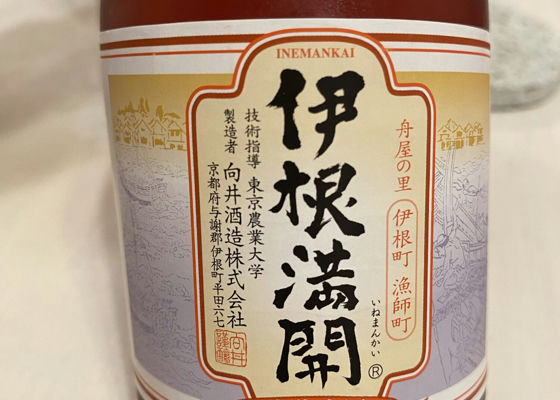 INEMANKAI
舟屋の里 伊根町 漁師町
伊根満開®
いねまんかい
技術指導 東京農業大学
製造者 向井酒造株式会社
京都府与謝郡伊根町平田六七